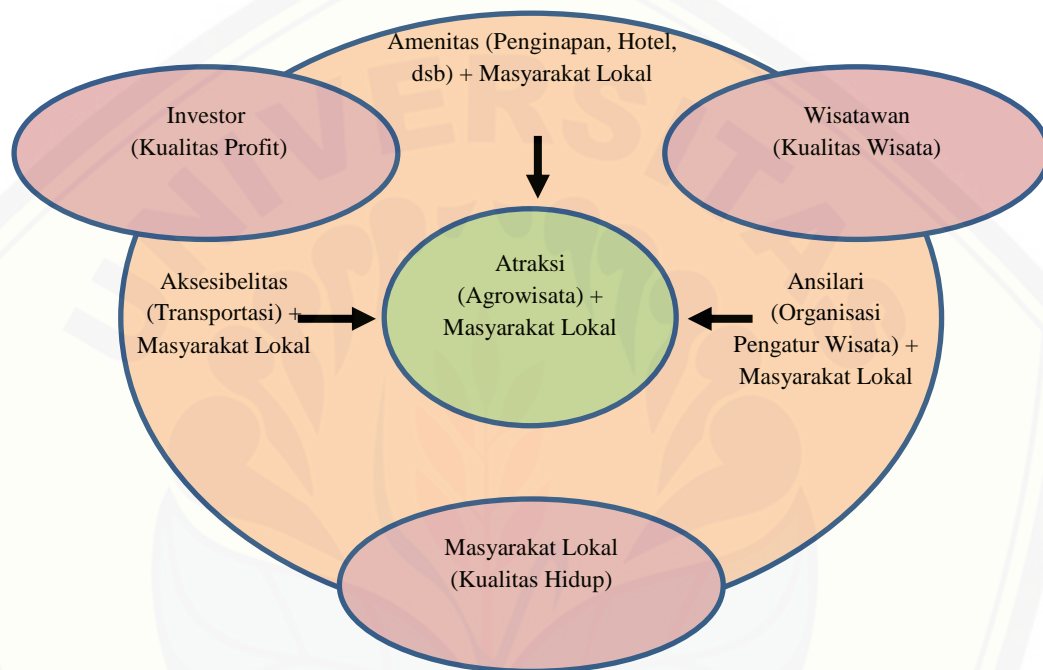 Amenitas (Penginapan, Hotel,
dsb) + Masyarakat Lokal
Investor
(Kualitas Profit)
Wisatawan
(Kualitas Wisata)
Aksesibelitas
(Transportasi) +
Masyarakat Lokal
Atraksi
(Agrowisata) +
Masyarakat Lokal
Ansilari
(Organisasi
Pengatur Wisata) +
Masyarakat Lokal
Masyarakat Lokal
(Kualitas Hidup)
UNIVERSITAS